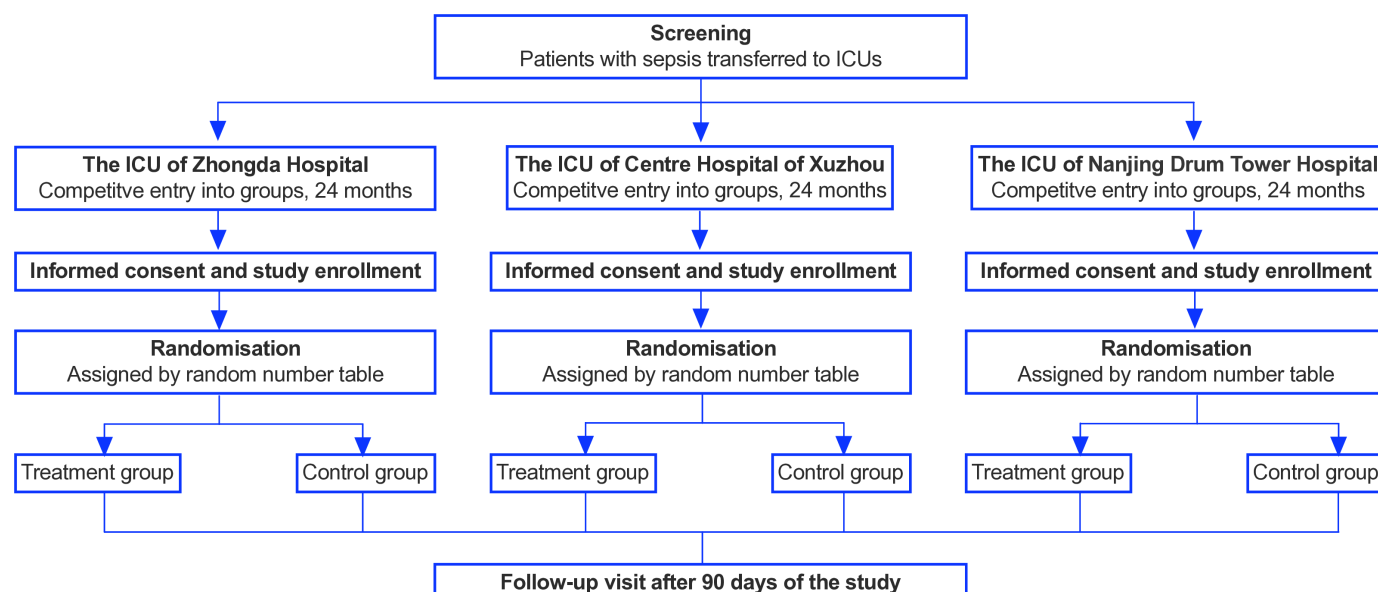 Screening
Patients with sepsis transferred to ICUs
The ICU of Zhongda Hospital
Competitve entry into groups, 24 months
The ICU of Centre Hospital of Xuzhou
Competitve entry into groups, 24 months
The ICU of Nanjing Drum Tower Hospital
Competitve entry into groups, 24 months
Informed consent and study enrollment
Informed consent and study enrollment
Informed consent and study enrollment
Randomisation
Assigned by random number table
Randomisation
Assigned by random number table
Randomisation
Assigned by random number table
Treatment group
Control group
Treatment group
Control group
Treatment group
Control group
Follow-up visit after 90 days of the study